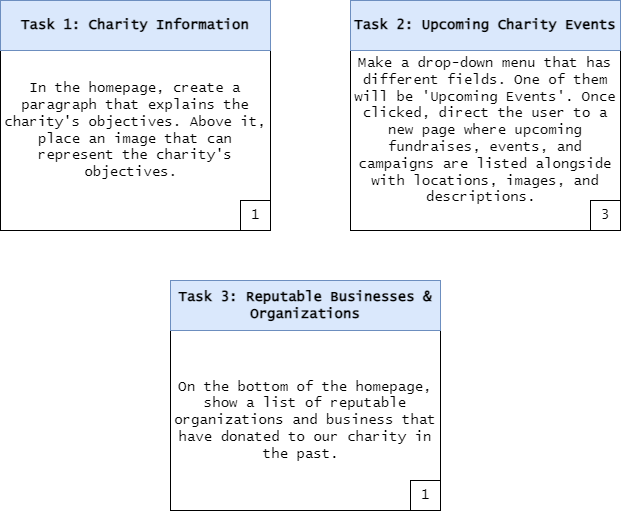 Task 1: Charity Information
In the homepage, create a
paragraph that explains the
charity's objectives. Above it,
place an image that can
represent the charity's
objectives.
1
Task 2: Upcoming Charity Events
Make a drop-down menu that has
different fields. One of them
will be 'Upcoming Events'. Once
clicked, direct the user to a
new page where upcoming
fundraises, events, and
campaigns are listed alongside
with locations, images, and
descriptions.
3
Task 3: Reputable Businesses &
Organizations
On the bottom of the homepage,
show a list of reputable
organizations and business that
have donated to our charity in
the past.
1